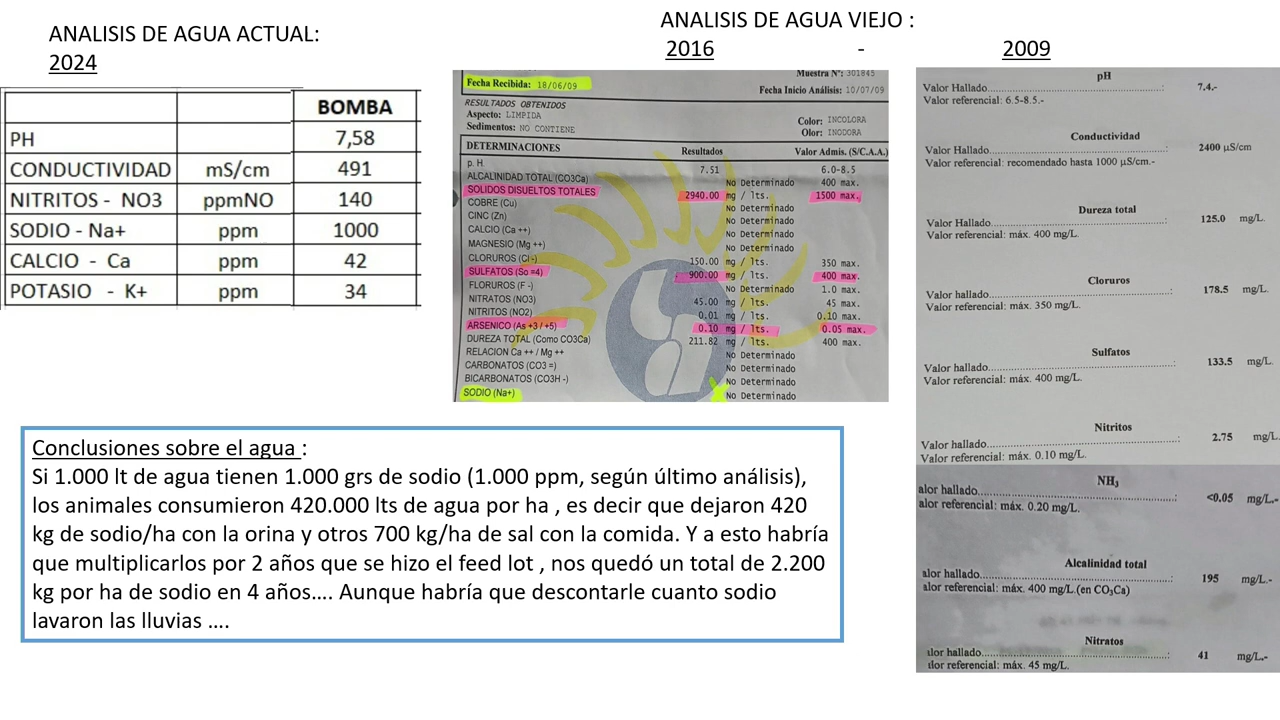 ANALISIS DE AGUA ACTUAL:
2024
BOMBA
PH 7,58
CONDUCTIVIDAD mS/cm 491
NITRITOS - NO3 ppmNO 140
SODIO - Na+ ppm 1000
CALCIO - Ca ppm 42
POTASIO - K+ ppm 34
ANALISIS DE AGUA VIEJO :
2016 - 2009
Muestra Nº: 301845
Fecha Recibida: 18/06/09
Fecha Inicio Análisis: 10/07/09
RESULTADOS OBTENIDOS
Aspecto: LIMPIDA
Color: INCOLORA
Sedimentos: NO CONTIENE
Olor: INODORA
DETERMINACIONES Resultados Valor Admis. (S/C.A.A.)
p. H. 7.51 6.0-8.5
ALCALINIDAD TOTAL (CO3Ca) No Determinado 400 max.
SOLIDOS DISUELTOS TOTALES 2940.00 mg / lts. 1500 max.
COBRE (Cu) No Determinado
CINC (Zn) No Determinado
CALCIO (Ca ++) No Determinado
MAGNESIO (Mg ++) No Determinado
CLORUROS (Cl -) 150.00 mg / lts. 350 max.
SULFATOS (So =4) 900.00 mg / lts. 400 max.
FLORUROS (F -) No Determinado 1.0 max.
NITRATOS (NO3) 45.00 mg / lts. 45 max.
NITRITOS (NO2) 0.01 mg / lts. 0.10 max.
ARSENICO (As +3 / +5) 0.10 mg / lts. 0.05 max.
DUREZA TOTAL (Como CO3Ca) 211.82 mg / lts. 400 max.
RELACION Ca ++ / Mg ++ No Determinado
CARBONATOS (CO3 =) No Determinado
BICARBONATOS (CO3H -) No Determinado
SODIO (Na+) No Determinado
pH
Valor Hallado 7.4.-
Valor referencial: 6.5-8.5.-
Conductividad
Valor Hallado 2400 µS/cm
Valor referencial: recomendado hasta 1000 µS/cm.-
Dureza total
Valor Hallado 125.0 mg/L.
Valor referencial: máx. 400 mg/L.
Cloruros
Valor hallado 178.5 mg/L.
Valor referencial: máx. 350 mg/L.
Sulfatos
Valor hallado 133.5 mg/L.
Valor referencial: máx. 400 mg/L.
Nitritos
Valor hallado 2.75 mg/L.
Valor referencial: máx. 0.10 mg/L.
NH₃
alor hallado <0.05 mg/L.-
alor referencial: máx. 0.20 mg/L.
Alcalinidad total
alor hallado 195 mg/L.-
alor referencial: máx. 400 mg/L.(en CO₃Ca)
Nitratos
alor hallado 41 mg/L.-
alor referencial: máx. 45 mg/L.
Conclusiones sobre el agua :
Si 1.000 lt de agua tienen 1.000 grs de sodio (1.000 ppm, según último análisis),
los animales consumieron 420.000 lts de agua por ha , es decir que dejaron 420
kg de sodio/ha con la orina y otros 700 kg/ha de sal con la comida. Y a esto habría
que multiplicarlos por 2 años que se hizo el feed lot , nos quedó un total de 2.200
kg por ha de sodio en 4 años.... Aunque habría que descontarle cuanto sodio
lavaron las lluvias ....